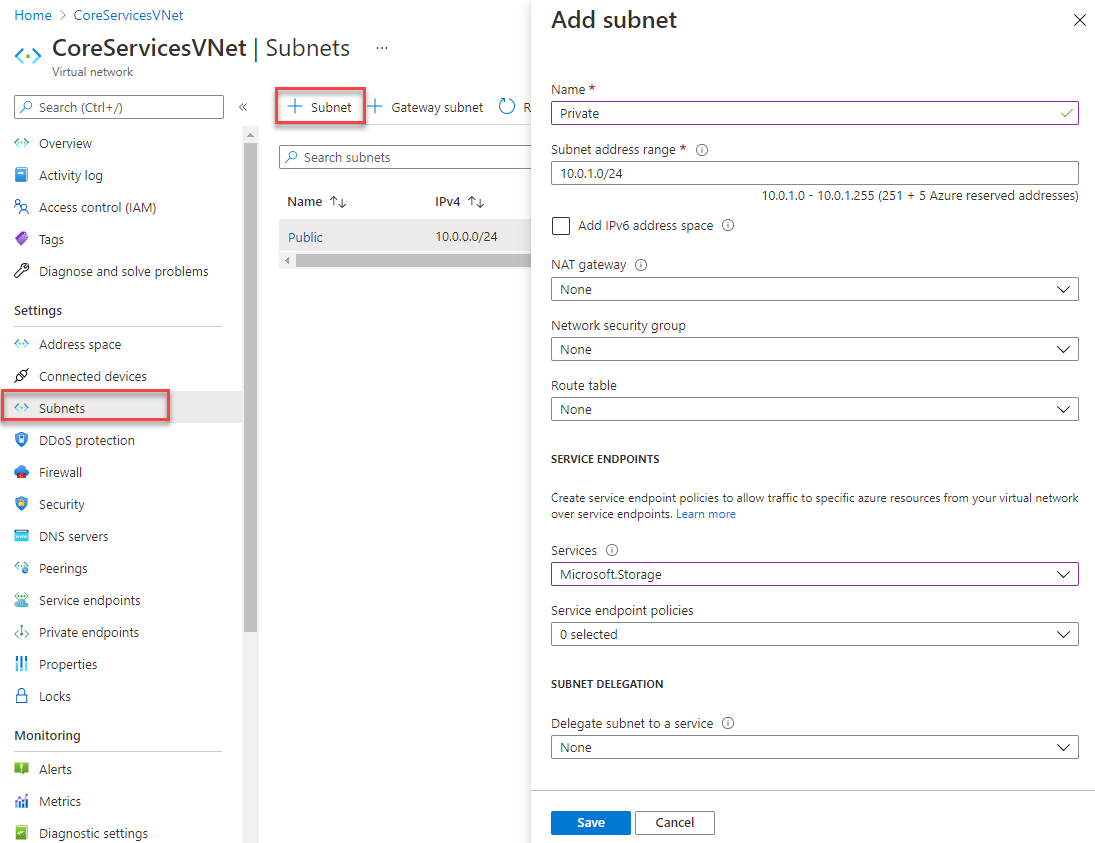 Home > CoreServicesVNet
CoreServicesVNet | Subnets ...
Virtual network
Search (Ctrl+/)
«
Overview
Activity log
Access control (IAM)
Tags
Diagnose and solve problems
Settings
Address space
Connected devices
Subnets
DDoS protection
Firewall
Security
DNS servers
Peerings
Service endpoints
Private endpoints
Properties
Locks
Monitoring
Alerts
Metrics
Diagnostic settings
+ Subnet
+ Gateway subnet
R
Search subnets
Name ↑↓ IPv4 ↑↓
Public 10.0.0.0/24
Add subnet
Name *
Private
Subnet address range *
10.0.1.0/24
10.0.1.0 - 10.0.1.255 (251 + 5 Azure reserved addresses)
Add IPv6 address space
NAT gateway
None
Network security group
None
Route table
None
SERVICE ENDPOINTS
Create service endpoint policies to allow traffic to specific azure resources from your virtual network
over service endpoints. Learn more
Services
Microsoft.Storage
Service endpoint policies
0 selected
SUBNET DELEGATION
Delegate subnet to a service
None
Save
Cancel